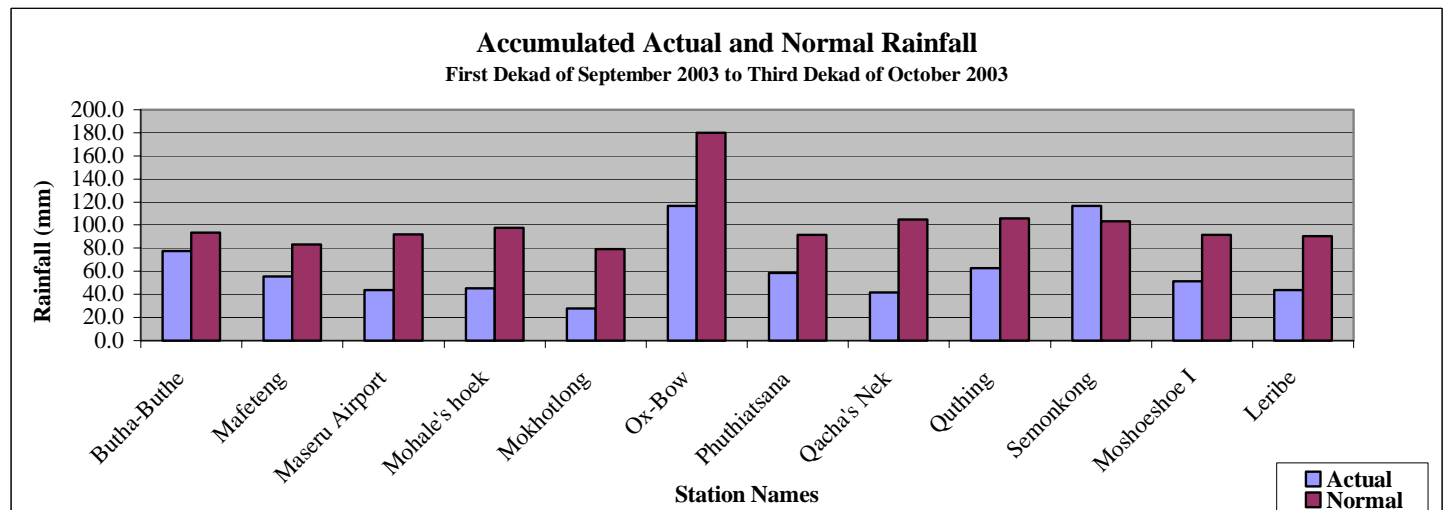 Accumulated Actual and Normal Rainfall
First Dekad of September 2003 to Third Dekad of October 2003
Rainfall (mm)
200.0
180.0
160.0
140.0
120.0
100.0
80.0
60.0
40.0
20.0
0.0
Butha-Buthe
Mafeteng
Maseru Airport
Mohale's hoek
Mokhotlong
Ox-Bow
Phuthiatsana
Qacha's Nek
Quthing
Semonkong
Moshoeshoe I
Leribe
Station Names
Actual
Normal